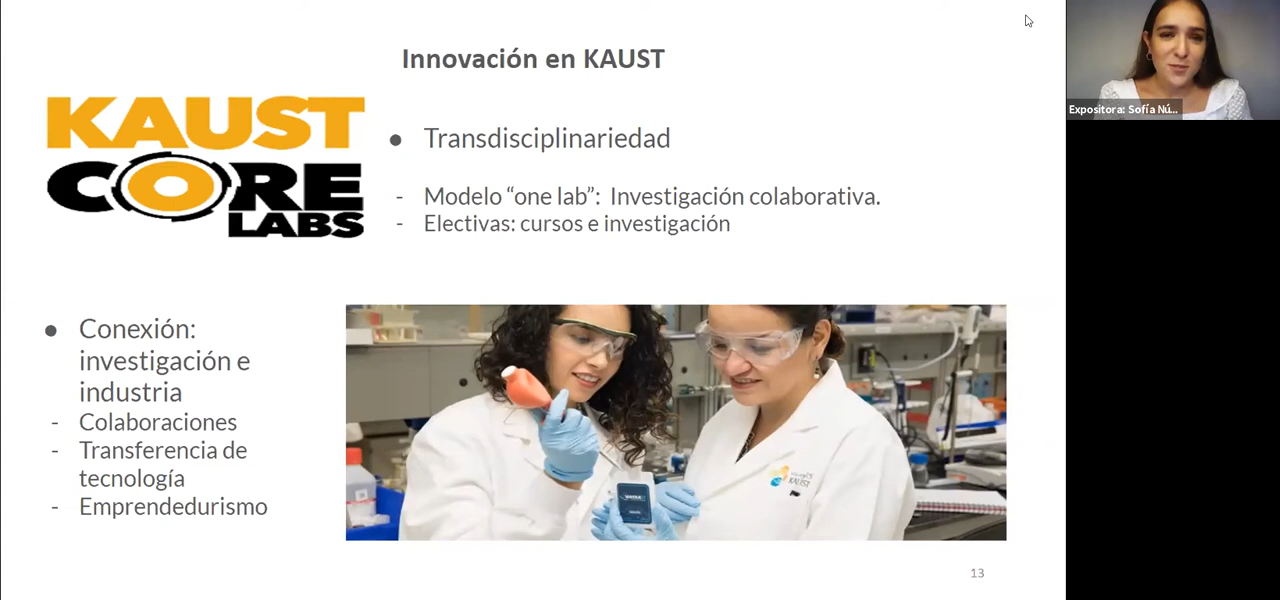 Innovación en KAUST
KAUST
CORE
LABS
● Transdisciplinariedad
- Modelo “one lab”: Investigación colaborativa.
- Electivas: cursos e investigación
● Conexión:
investigación e
industria
- Colaboraciones
- Transferencia de
tecnología
- Emprendedurismo
KAUST
13
Expositora: Sofía Nú...